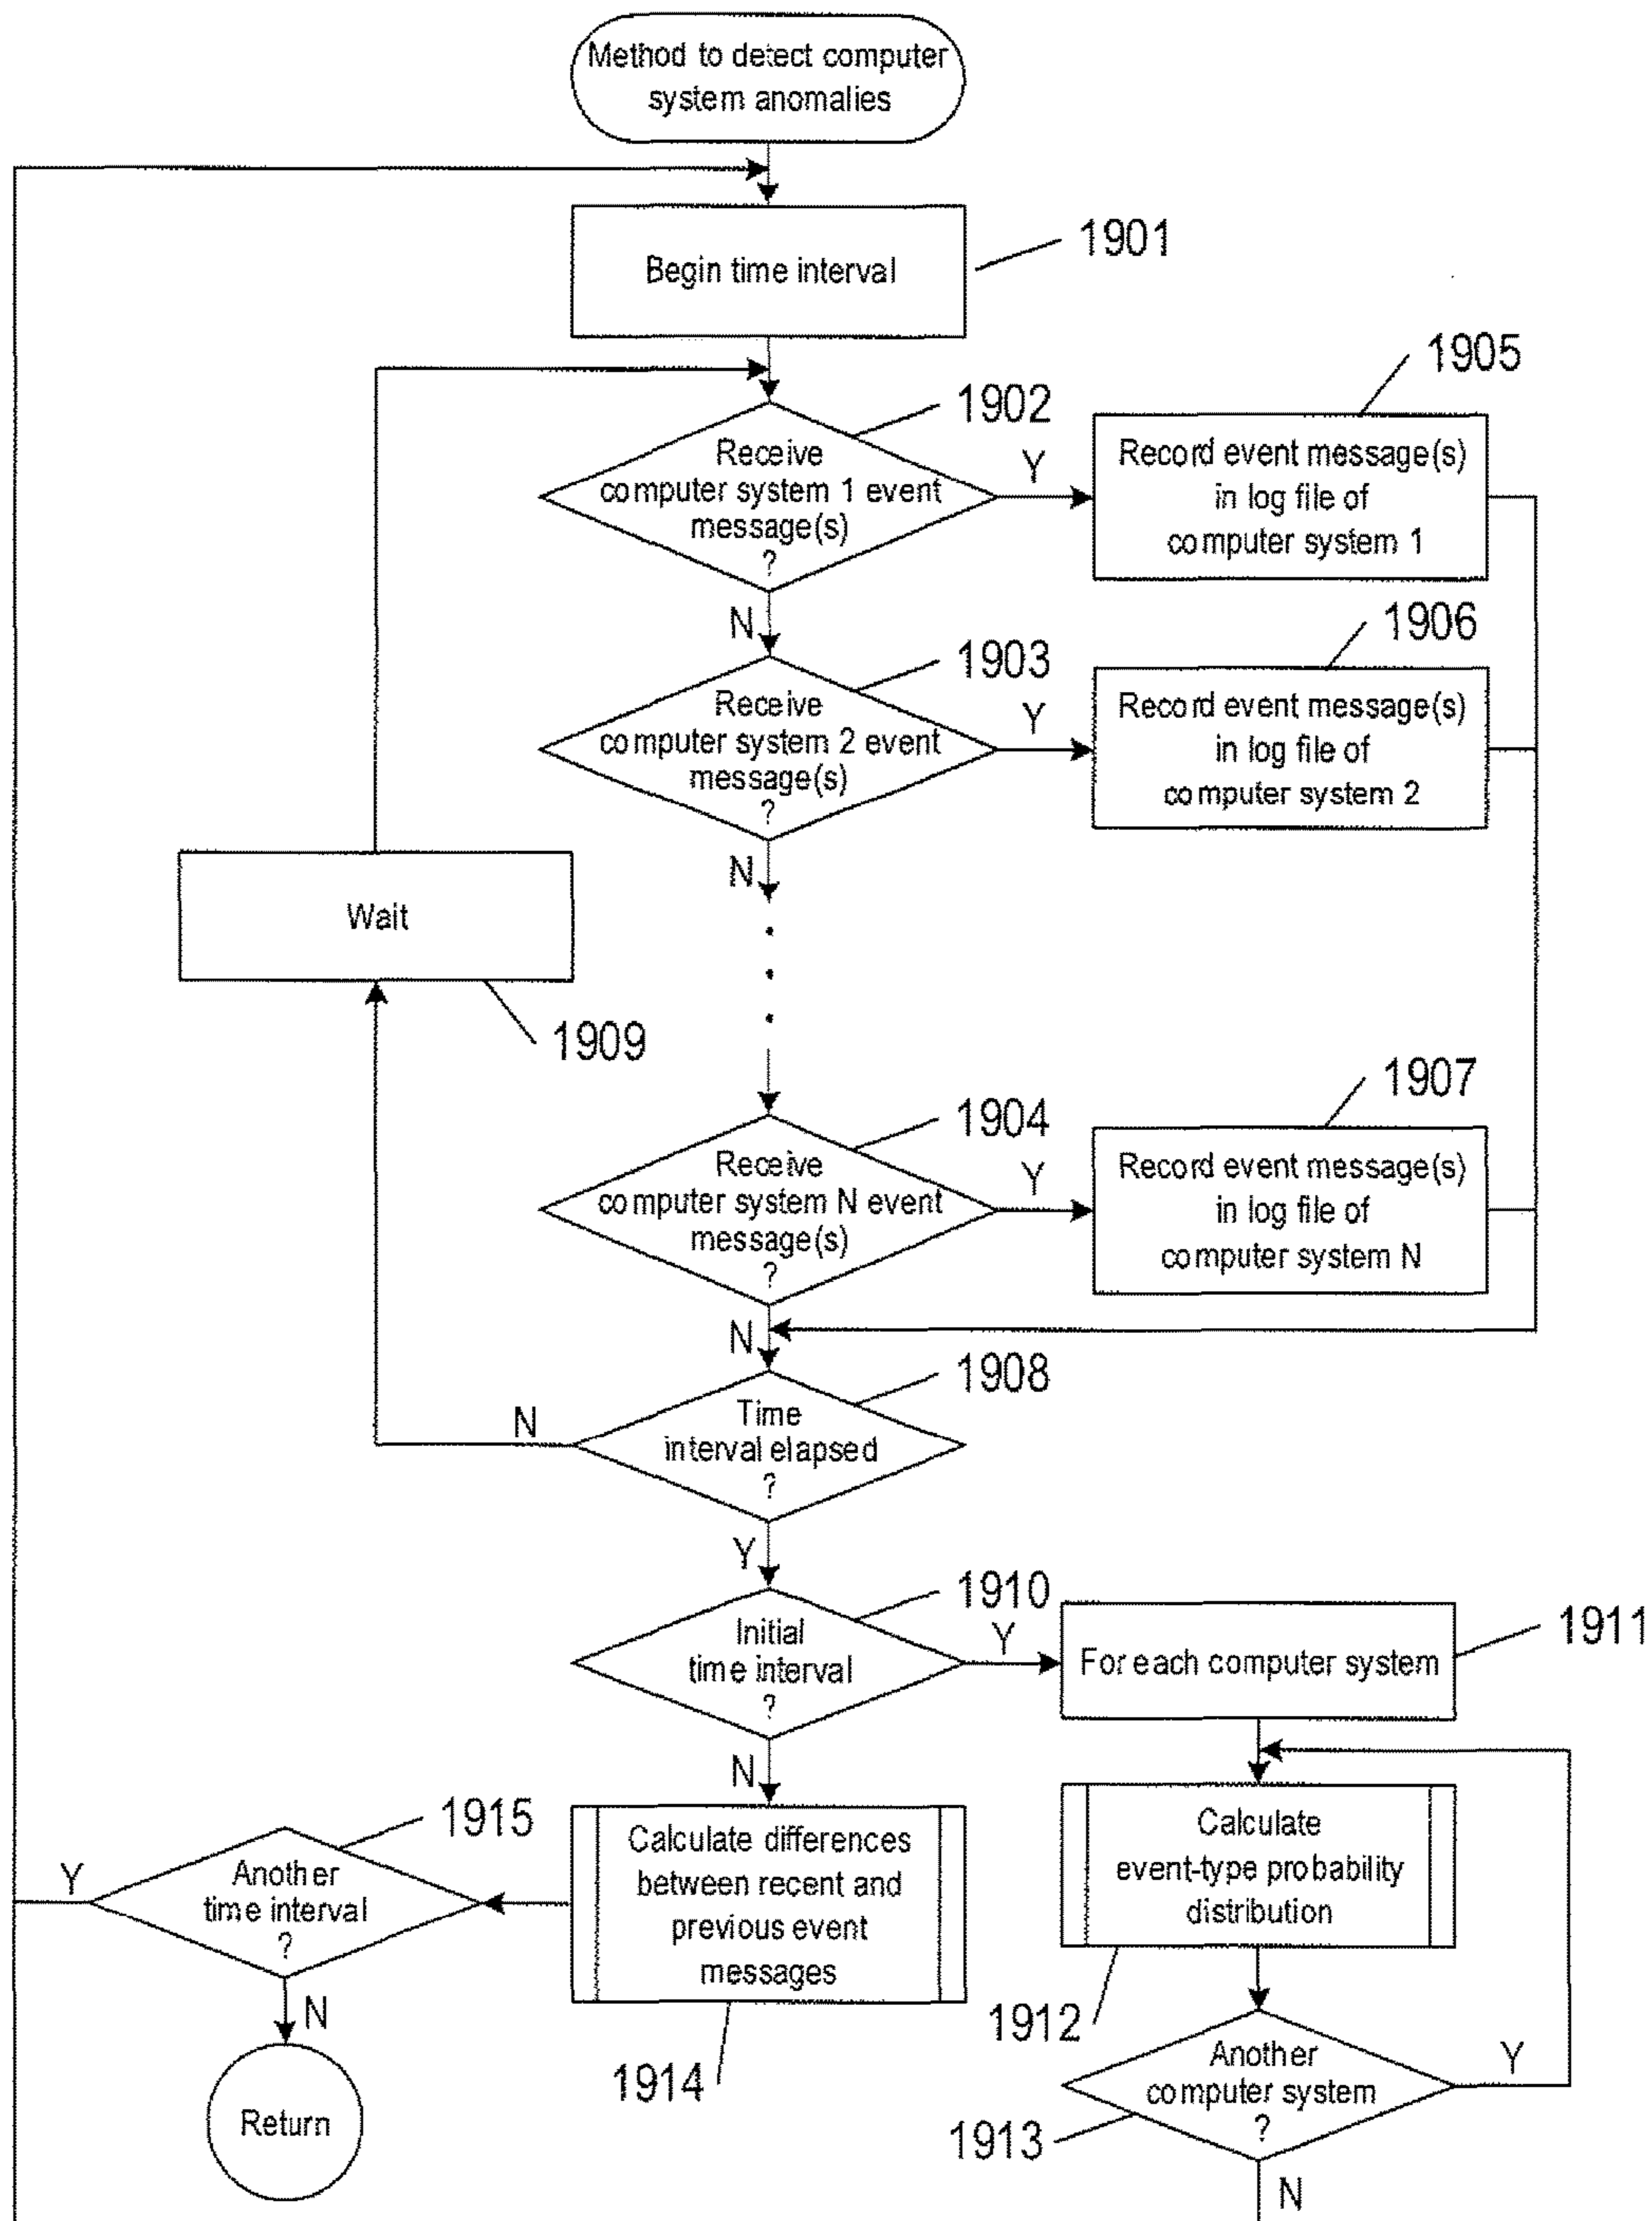 Method to detect computer
system anomalies
Begin time interval
1901
1902
Receive
computer system 1 event
message(s)
?
Y
N
1905
Record event message(s)
in log file of
computer system 1
1903
Receive
computer system 2 event
message(s)
?
Y
N
1906
Record event message(s)
in log file of
computer system 2
Wait
1909
1904
Receive
computer system N event
message(s)
?
Y
N
1907
Record event message(s)
in log file of
computer system N
1908
Time
interval elapsed
?
N
Y
1910
Initial
time interval
?
Y
N
1911
For each computer system
1915
Another
time interval
?
Y
N
Calculate differences
between recent and
previous event
messages
1914
Calculate
event-type probability
distribution
1912
Another
computer system
?
Y
1913
N
Return